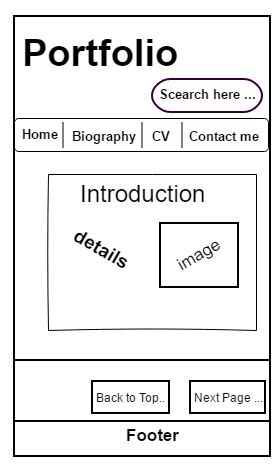 Portfolio
Scearch here ...
Home Biography CV Contact me
Introduction
details
image
Back to Top.. Next Page ...
Footer